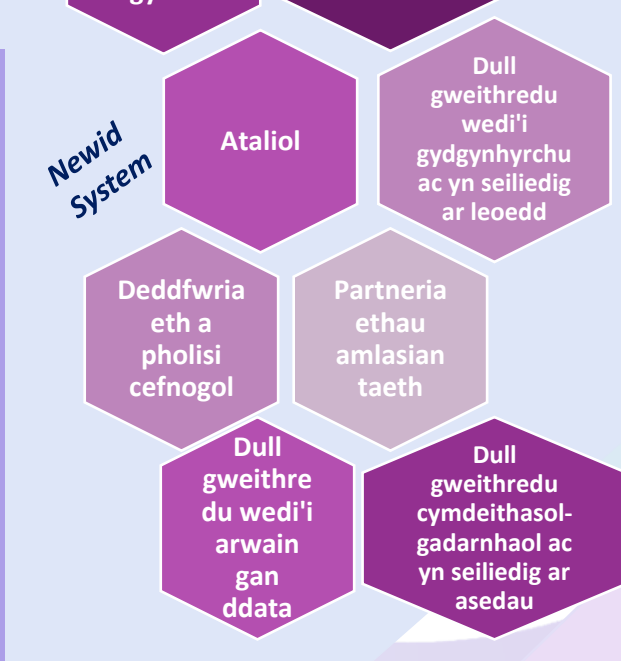 Newid
System
Ataliol
Dull
gweithredu
wedi'i
gydgynhyrchu
ac yn seiliedig
ar leoedd
Deddfwria
eth a
pholisi
cefnogol
Partneria
ethau
amlasian
taeth
Dull
gweithre
du wedi'i
arwain
gan
ddata
Dull
gweithredu
cymdeithasol-
gadarnhaol ac
yn seiliedig ar
asedau